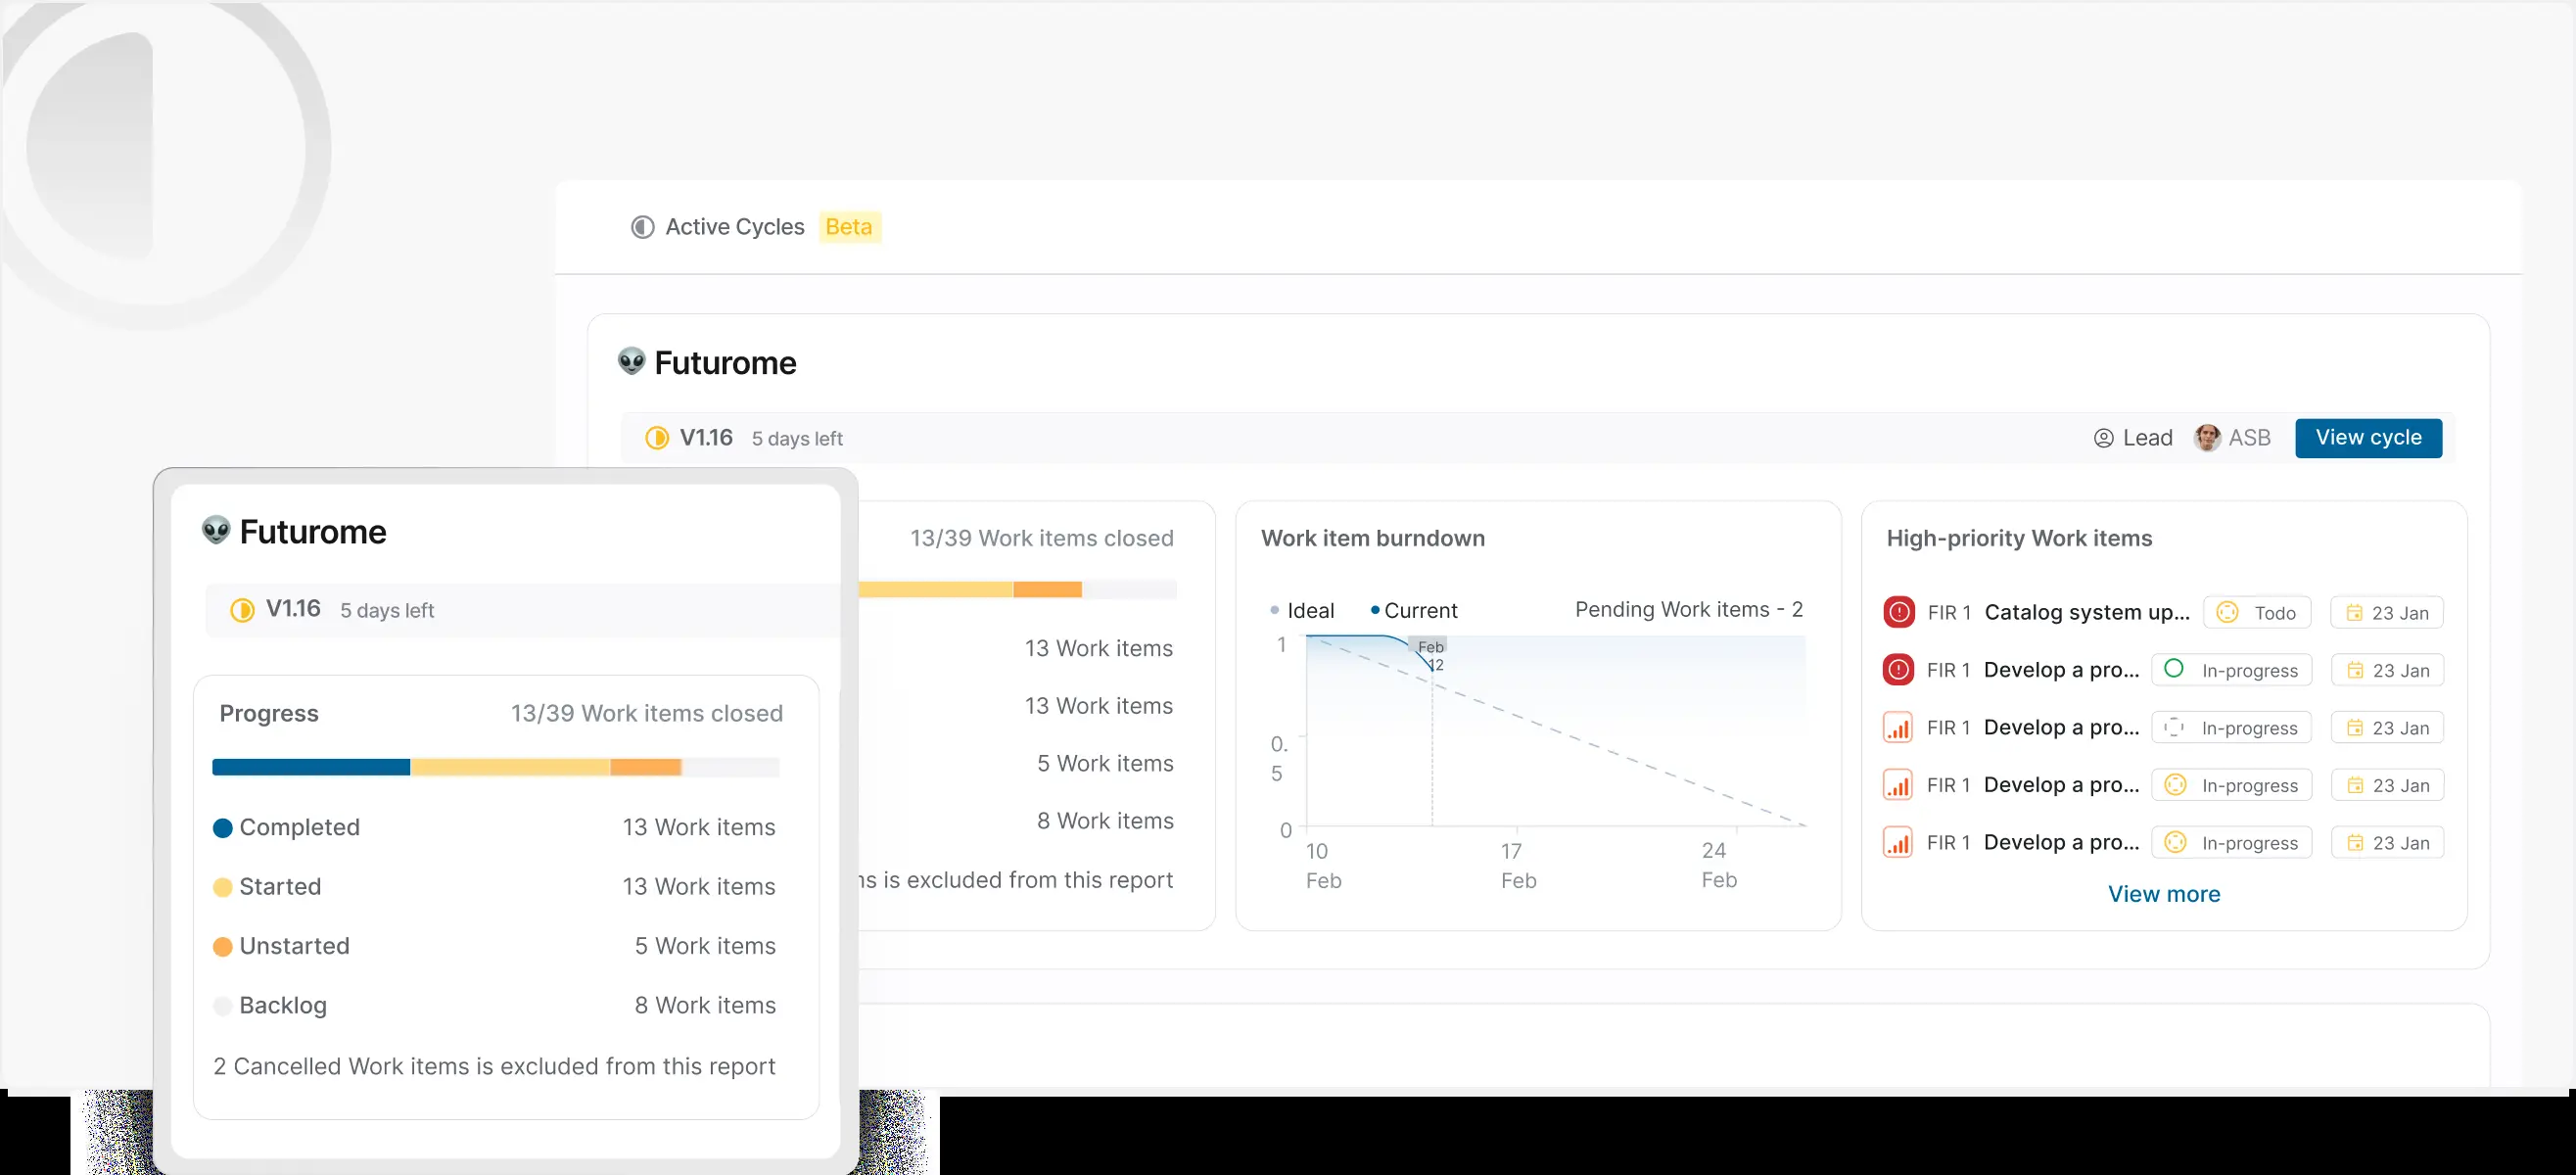 Active Cycles Beta
Futurome
V1.16 5 days left Lead ASB View cycle
Futurome
V1.16 5 days left
Progress 13/39 Work items closed
Completed 13 Work items
Started 13 Work items
Unstarted 5 Work items
Backlog 8 Work items
2 Cancelled Work items is excluded from this report
13/39 Work items closed
13 Work items
13 Work items
5 Work items
8 Work items
is excluded from this report
Work item burndown
Ideal Current Pending Work items - 2
1
0.
5
0
Feb
12
10
Feb
17
Feb
24
Feb
High-priority Work items
FIR 1 Catalog system up... Todo 23 Jan
FIR 1 Develop a pro... In-progress 23 Jan
FIR 1 Develop a pro... In-progress 23 Jan
FIR 1 Develop a pro... In-progress 23 Jan
FIR 1 Develop a pro... In-progress 23 Jan
View more